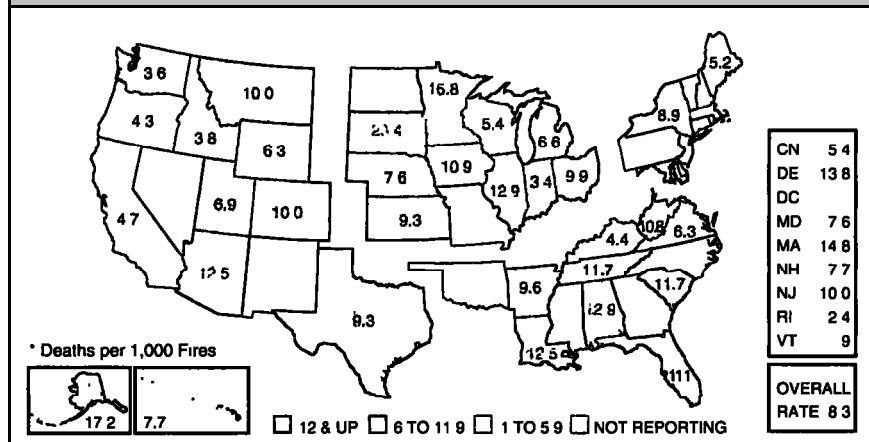 5.2
3 6
10 0
16.8
4 3
3 8
5.4
6 6
8.9
6 3
7 6
10 9
12 9
3 4
9 9
6.9
10 0
9.3
4 7
4.4
10.8
6.3
11.7
12 5
9.6
11.7
9.3
12 5
CN 5 4
DE 13 8
DC
MD 7 6
MA 14 8
NH 7 7
NJ 10 0
RI 2 4
VT 9
OVERALL
RATE 8 3
* Deaths per 1,000 Fires
17 2
7.7
12 & UP 6 TO 11 9 1 TO 5 9 NOT REPORTING